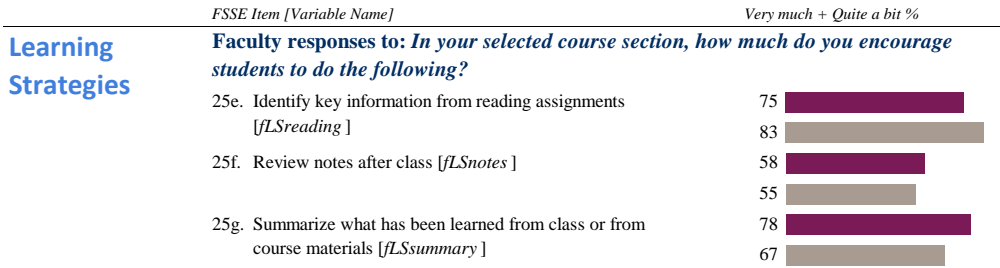 FSSE Item [Variable Name] Very much + Quite a bit %
Learning
Strategies
Faculty responses to: In your selected course section, how much do you encourage
students to do the following?
25e. Identify key information from reading assignments 75
[fLSreading ] 83
25f. Review notes after class [fLSnotes ] 58
55
25g. Summarize what has been learned from class or from 78
course materials [fLSsummary ] 67